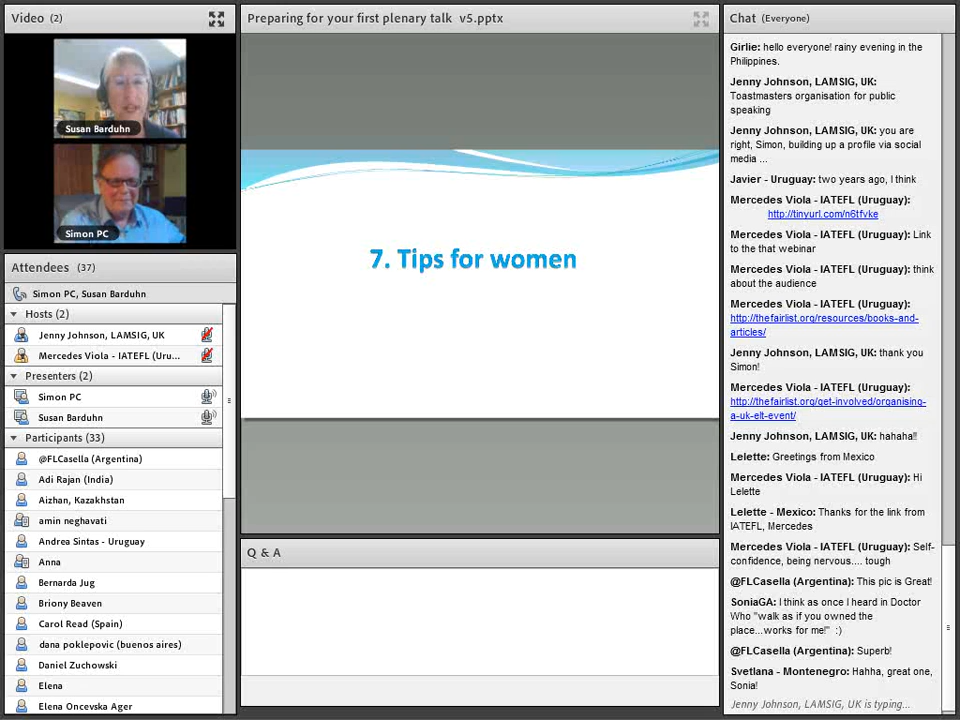 Video (2)
Susan Barduhn
Simon PC
Attendees (37)
Simon PC, Susan Barduhn
Hosts (2)
Jenny Johnson, LAMSIG, UK
Mercedes Viola - IATEFL (Uru...
Presenters (2)
Simon PC
Susan Barduhn
Participants (33)
@FLCasella (Argentina)
Adi Rajan (India)
Aizhan, Kazakhstan
amin neghavati
Andrea Sintas - Uruguay
Anna
Bernarda Jug
Briony Beaven
Carol Read (Spain)
dana poklepovic (buenos aires)
Daniel Zuchowski
Elena
Elena Oncevska Ager
Preparing for your first plenary talk v5.pptx
7. Tips for women
Q & A
Chat (Everyone)
Girlie: hello everyone! rainy evening in the
Philippines.
Jenny Johnson, LAMSIG, UK:
Toastmasters organisation for public
speaking
Jenny Johnson, LAMSIG, UK: you are
right, Simon, building up a profile via social
media ...
Javier - Uruguay: two years ago, I think
Mercedes Viola - IATEFL (Uruguay):
http://tinyurl.com/n6tfvke
Mercedes Viola - IATEFL (Uruguay): Link
to the that webinar
Mercedes Viola - IATEFL (Uruguay): think
about the audience
Mercedes Viola - IATEFL (Uruguay):
http://thefairlist.org/resources/books-and-
articles/
Jenny Johnson, LAMSIG, UK: thank you
Simon!
Mercedes Viola - IATEFL (Uruguay):
http://thefairlist.org/get-involved/organising-
a-uk-elt-event/
Jenny Johnson, LAMSIG, UK: hahaha!!
Lelette: Greetings from Mexico
Mercedes Viola - IATEFL (Uruguay): Hi
Lelette
Lelette - Mexico: Thanks for the link from
IATEFL, Mercedes
Mercedes Viola - IATEFL (Uruguay): Self-
confidence, being nervous.... tough
@FLCasella (Argentina): This pic is Great!
SoniaGA: I think as once I heard in Doctor
Who "walk as if you owned the
place...works for me!" :)
@FLCasella (Argentina): Superb!
Svetlana - Montenegro: Hahha, great one,
Sonia!
Jenny Johnson, LAMSIG, UK is typing...